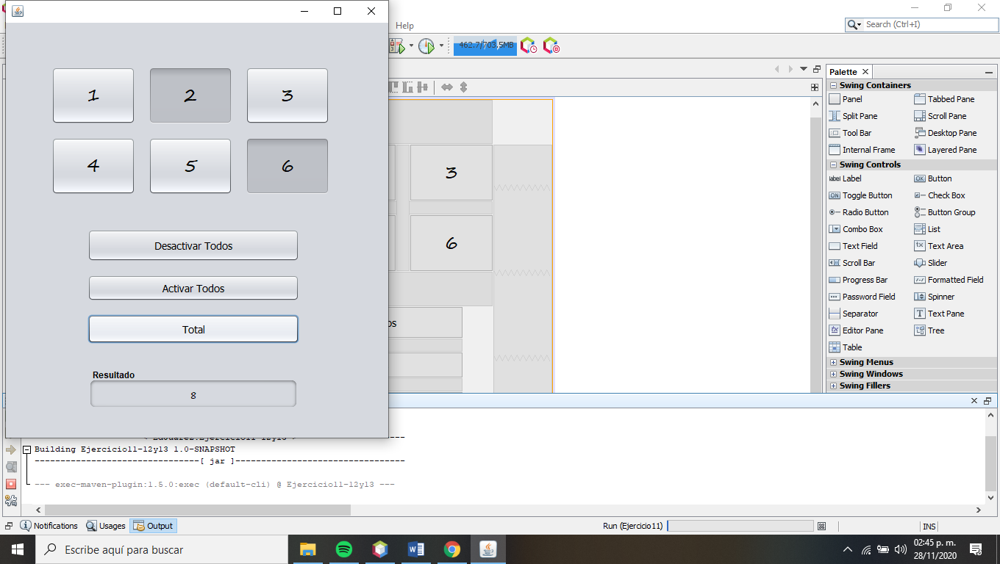 Help
Search (Ctrl+I)
462.7/703.5MB
1 2 3
4 5 6
Desactivar Todos
Activar Todos
Total
Resultado
8
3
6
os
Palette
Swing Containers
Panel Tabbed Pane
Split Pane Scroll Pane
Tool Bar Desktop Pane
Internal Frame Layered Pane
Swing Controls
Label Button
Toggle Button Check Box
Radio Button Button Group
Combo Box List
Text Field Text Area
Scroll Bar Slider
Progress Bar Formatted Field
Password Field Spinner
Separator Text Pane
Editor Pane Tree
Table
Swing Menus
Swing Windows
Swing Fillers
Building Ejercicio11-12y13 1.0-SNAPSHOT
--------------------------------[ jar ]---------------------------------
--- exec-maven-plugin:1.5.0:exec (default-cli) @ Ejercicio11-12y13 ---
Notifications Usages Output
Run (Ejercicio11)
INS
Escribe aquí para buscar
02:45 p. m.
28/11/2020